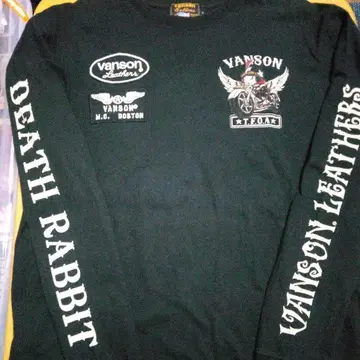 vanson
Leathers
VANSON
M.C. BOSTON
VANSON
T.F.O.A
DEATH RABBIT
VANSON LEATHERS